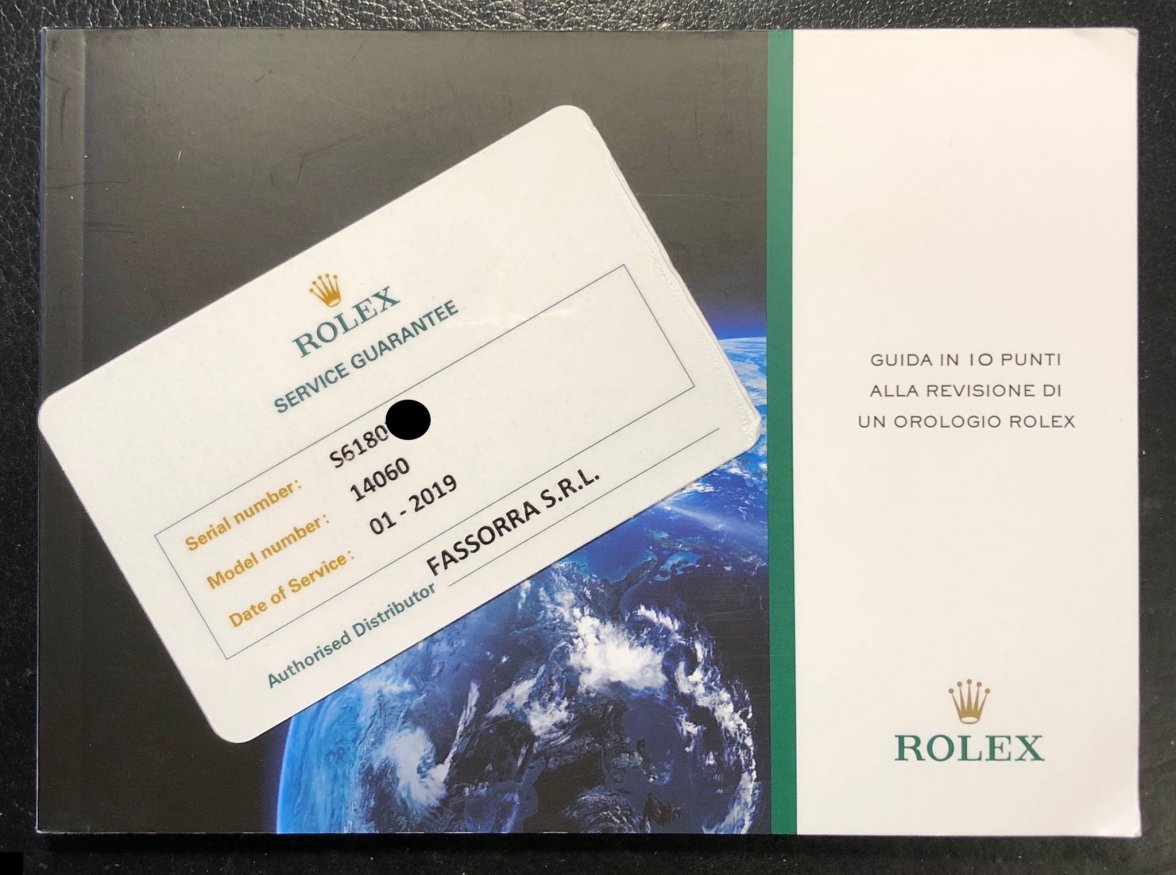 ROLEX
SERVICE GUARANTEE
Serial number: S6180
Model number: 14060
Date of Service: 01 - 2019
Authorised Distributor FASSORRA S.R.L.
GUIDA IN 10 PUNTI
ALLA REVISIONE DI
UN OROLOGIO ROLEX
ROLEX